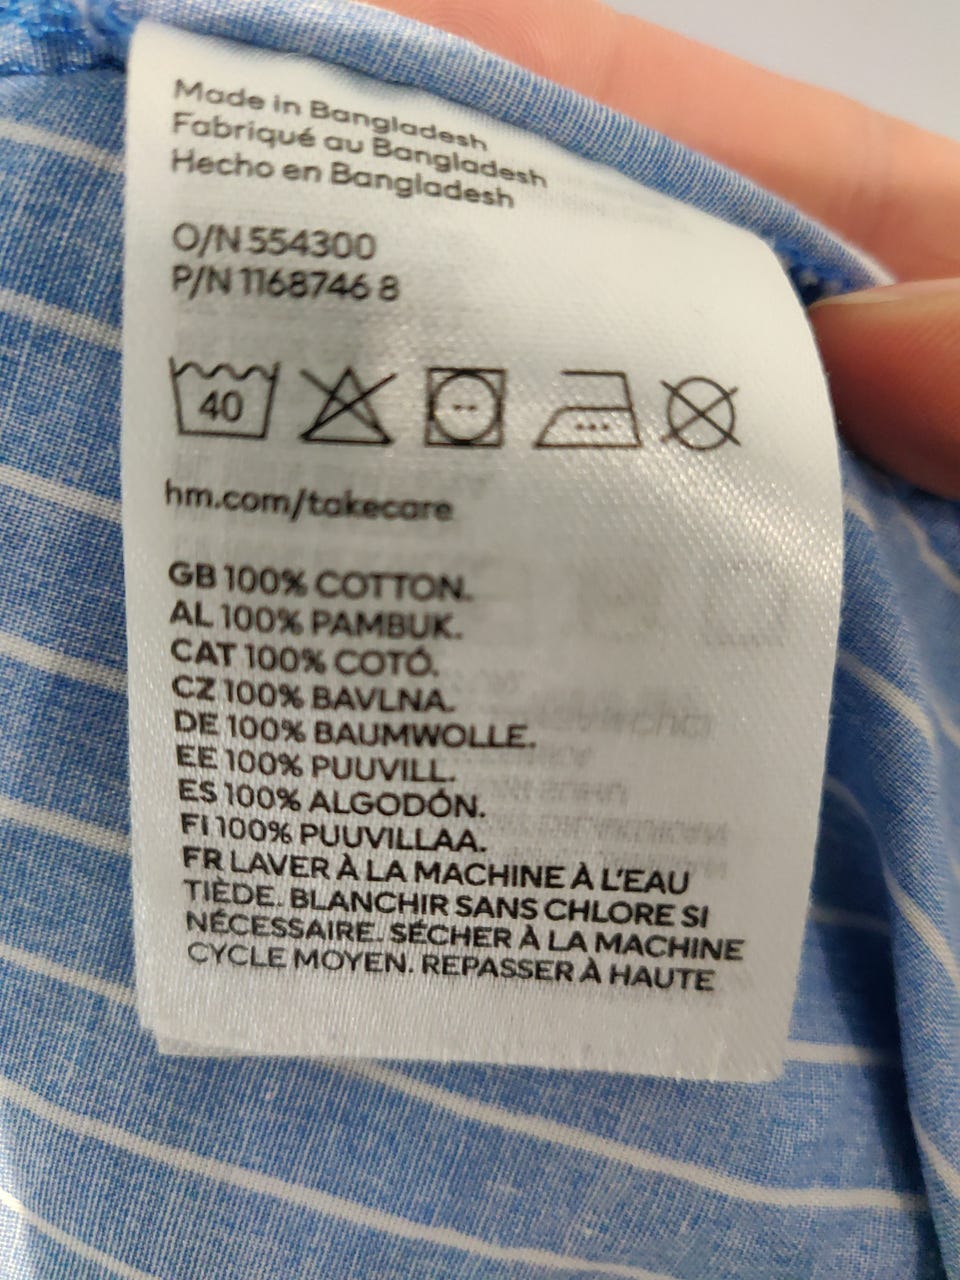 Made in Bangladesh
Fabriqué au Bangladesh
Hecho en Bangladesh
O/N 554300
P/N 1168746 8
40
hm.com/takecare
GB 100% COTTON.
AL 100% PAMBUK.
CAT 100% COTÓ.
CZ 100% BAVLNA.
DE 100% BAUMWOLLE.
EE 100% PUUVILL.
ES 100% ALGODÓN.
FI 100% PUUVILLAA.
FR LAVER À LA MACHINE À L'EAU
TIÈDE. BLANCHIR SANS CHLORE SI
NÉCESSAIRE. SÉCHER À LA MACHINE
CYCLE MOYEN. REPASSER À HAUTE